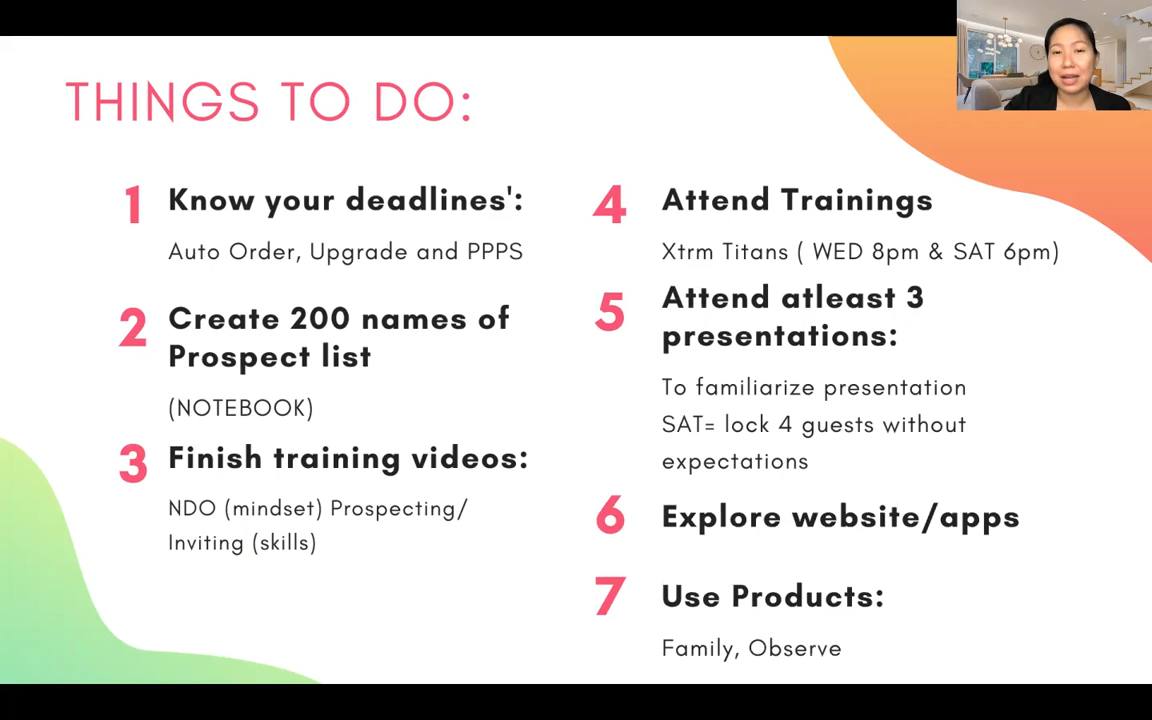 THINGS TO DO:
1 Know your deadlines':
Auto Order, Upgrade and PPPS
2 Create 200 names of
Prospect list
(NOTEBOOK)
3 Finish training videos:
NDO (mindset) Prospecting/
Inviting (skills)
4 Attend Trainings
Xtrm Titans ( WED 8pm & SAT 6pm)
5 Attend atleast 3
presentations:
To familiarize presentation
SAT= lock 4 guests without
expectations
6 Explore website/apps
7 Use Products:
Family, Observe